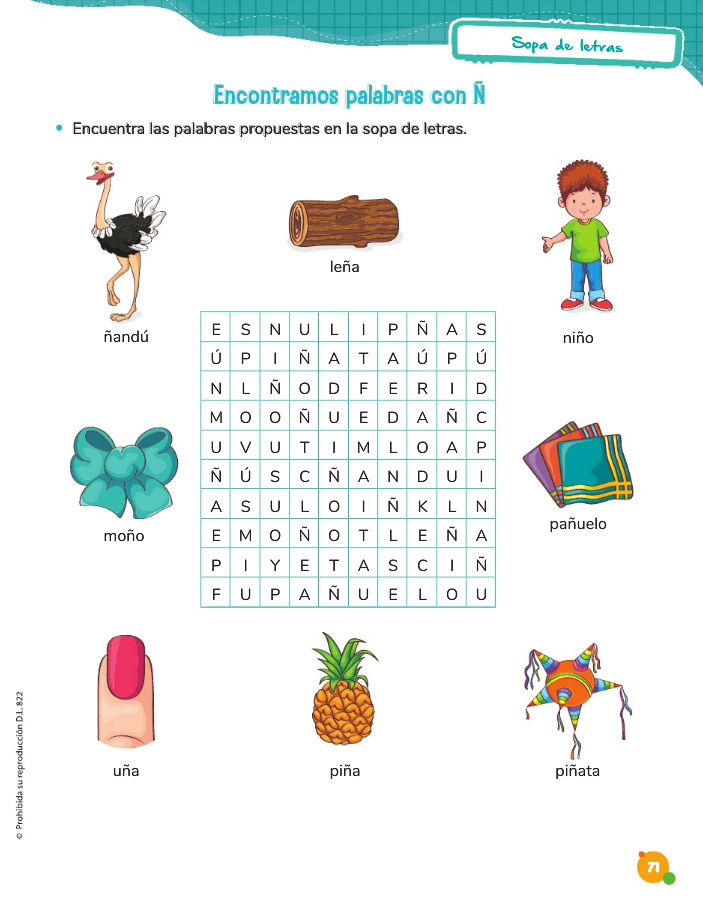 Sopa de letras
Encontramos palabras con Ñ
• Encuentra las palabras propuestas en la sopa de letras.
leña
ñandú
niño
E S N U L I P Ñ A S
Ú P I Ñ A T A Ú P Ú
N L Ñ O D F E R I D
M O O Ñ U E D A Ñ C
U V U T I M L O A P
Ñ Ú S C Ñ A N D U I
A S U L O I Ñ K L N
E M O Ñ O T L E Ñ A
P I Y E T A S C I Ñ
F U P A Ñ U E L O U
moño
pañuelo
uña
piña
piñata
© Prohibida su reproducción D.L. 822
71